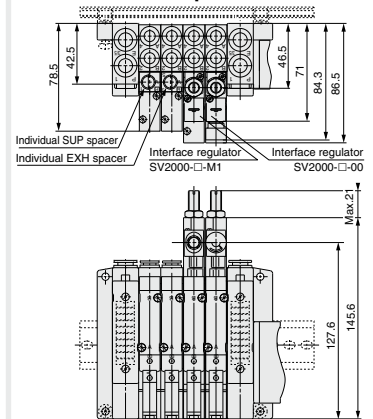 78.5
42.5
46.5
71
84.3
86.5
Individual SUP spacer
Individual EXH spacer
Interface regulator
SV2000-□-M1
Interface regulator
SV2000-□-00
Max.21
127.6
145.6